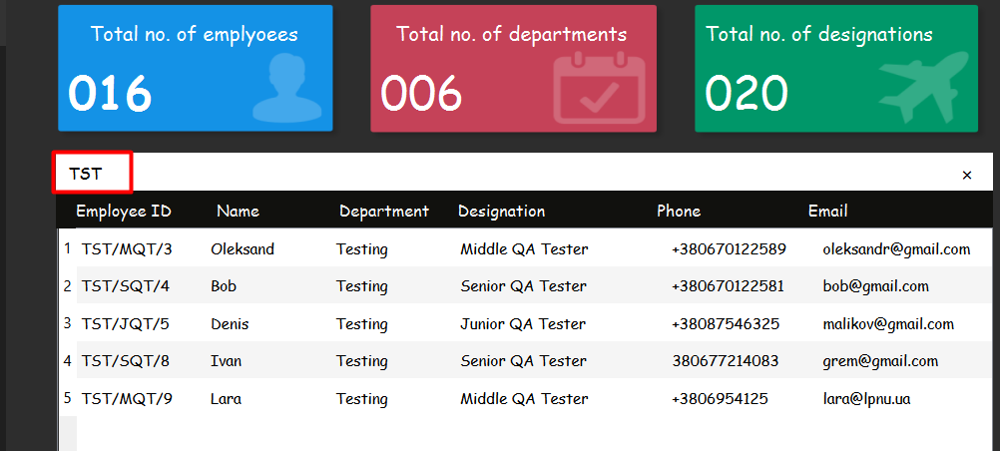 Total no. of emplyoees Total no. of departments Total no. of designations
016 006 020
TST ×
Employee ID Name Department Designation Phone Email
1 TST/MQT/3 Oleksand Testing Middle QA Tester +380670122589 oleksandr@gmail.com
2 TST/SQT/4 Bob Testing Senior QA Tester +380670122581 bob@gmail.com
3 TST/JQT/5 Denis Testing Junior QA Tester +38087546325 malikov@gmail.com
4 TST/SQT/8 Ivan Testing Senior QA Tester 380677214083 grem@gmail.com
5 TST/MQT/9 Lara Testing Middle QA Tester +3806954125 lara@lpnu.ua